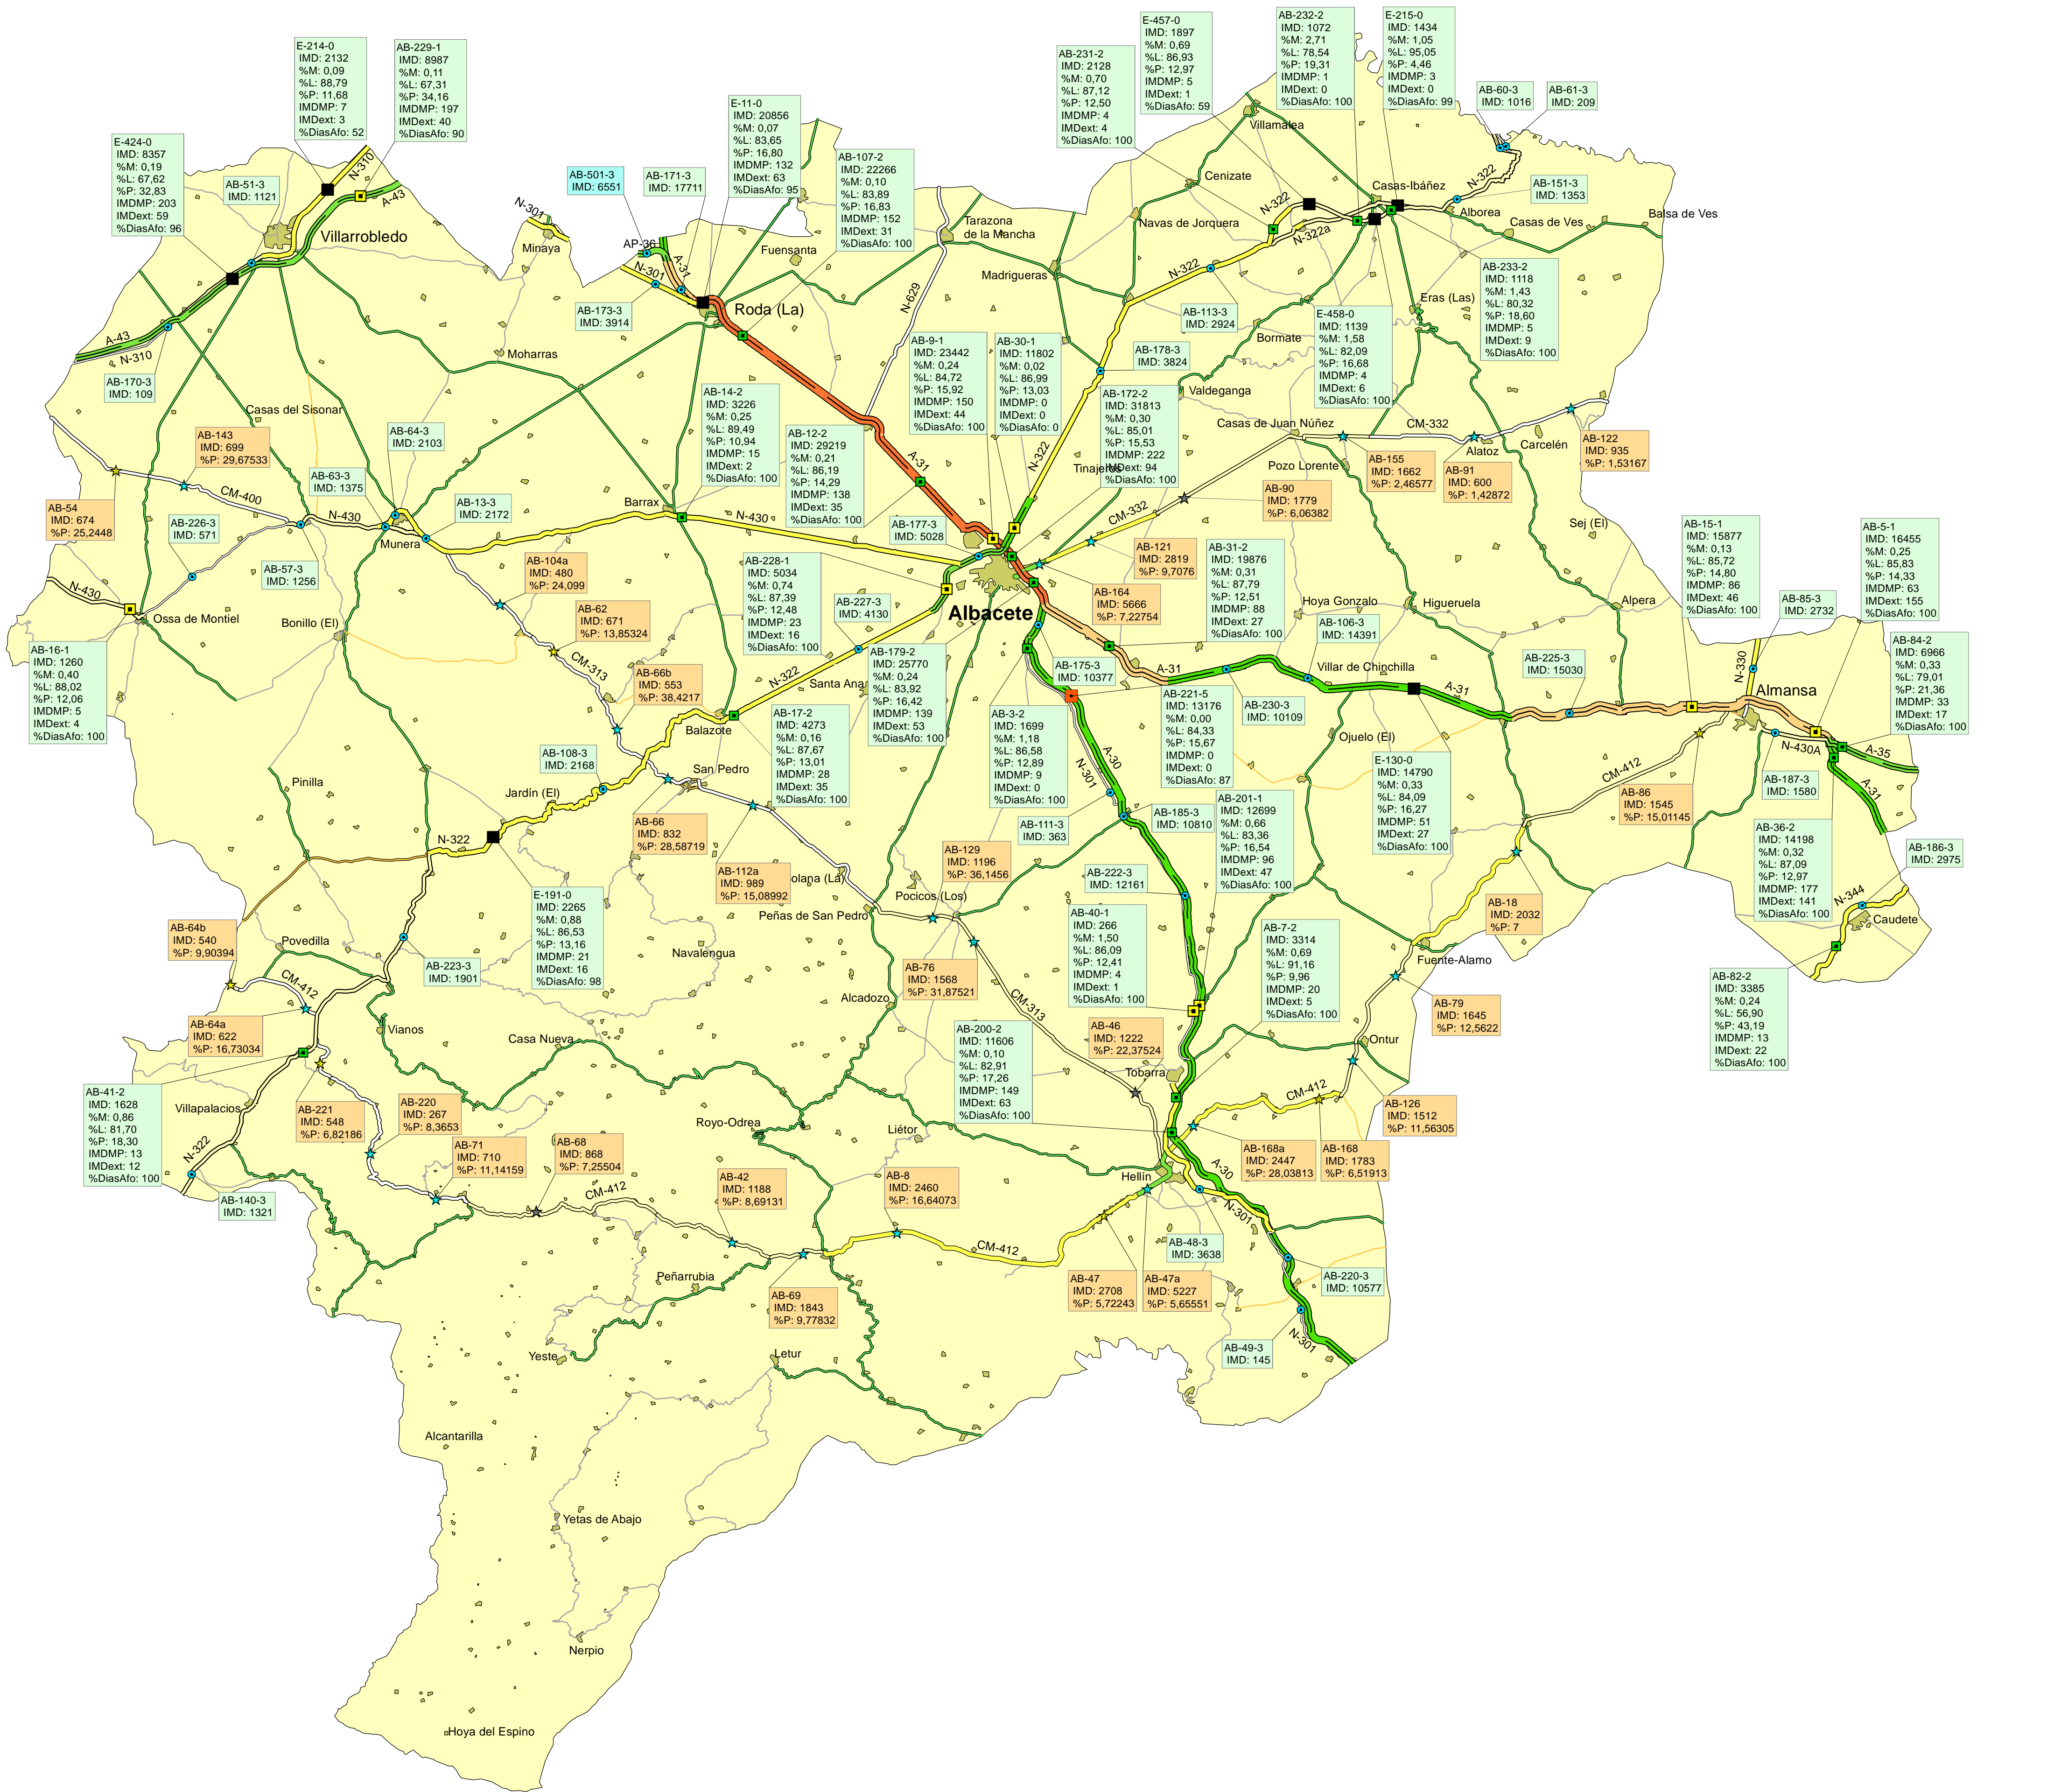 E-457-0
IMD: 1897
%M: 0,69
%L: 86,93
%P: 12,97
IMDMP: 5
IMDext: 1
%DiasAfo: 59
AB-232-2
IMD: 1072
%M: 2,71
%L: 78,54
%P: 19,31
IMDMP: 1
IMDext: 0
%DiasAfo: 100
E-215-0
IMD: 1434
%M: 1,05
%L: 95,05
%P: 4,46
IMDMP: 3
IMDext: 0
%DiasAfo: 99
E-214-0
IMD: 2132
%M: 0,09
%L: 88,79
%P: 11,68
IMDMP: 7
IMDext: 3
%DiasAfo: 52
AB-229-1
IMD: 8987
%M: 0,11
%L: 67,31
%P: 34,16
IMDMP: 197
IMDext: 40
%DiasAfo: 90
AB-231-2
IMD: 2128
%M: 0,70
%L: 87,12
%P: 12,50
IMDMP: 4
IMDext: 4
%DiasAfo: 100
AB-60-3
IMD: 1016
AB-61-3
IMD: 209
E-11-0
IMD: 20856
%M: 0,07
%L: 83,65
%P: 16,80
IMDMP: 132
IMDext: 63
%DiasAfo: 95
Villamalea
E-424-0
IMD: 8357
%M: 0,19
%L: 67,62
%P: 32,83
IMDMP: 203
IMDext: 59
%DiasAfo: 96
N-310
AB-51-3
IMD: 1121
A-43
AB-501-3
IMD: 6551
AB-171-3
IMD: 17711
AB-107-2
IMD: 22266
%M: 0,10
%L: 83,89
%P: 16,83
IMDMP: 152
IMDext: 31
%DiasAfo: 100
Cenizate
Casas-Ibáñez
N-322
AB-151-3
IMD: 1353
N-322
N-322a
Alborea
Casas de Ves
Balsa de Ves
Navas de Jorquera
Tarazona
de la Mancha
Villarrobledo
N-301
Minaya
AP-36
A-31
N-301
Fuensanta
Madrigueras
N-322
AB-233-2
IMD: 1118
%M: 1,43
%L: 80,32
%P: 18,60
IMDMP: 5
IMDext: 9
%DiasAfo: 100
Eras (Las)
N-629
AB-173-3
IMD: 3914
Roda (La)
AB-113-3
IMD: 2924
E-458-0
IMD: 1139
%M: 1,58
%L: 82,09
%P: 16,68
IMDMP: 4
IMDext: 6
%DiasAfo: 100
Bormate
A-43
N-310
Moharras
AB-9-1
IMD: 23442
%M: 0,24
%L: 84,72
%P: 15,92
IMDMP: 150
IMDext: 44
%DiasAfo: 100
AB-30-1
IMD: 11802
%M: 0,02
%L: 86,99
%P: 13,03
IMDMP: 0
IMDext: 0
%DiasAfo: 0
AB-178-3
IMD: 3824
AB-170-3
IMD: 109
AB-14-2
IMD: 3226
%M: 0,25
%L: 89,49
%P: 10,94
IMDMP: 15
IMDext: 2
%DiasAfo: 100
AB-172-2
IMD: 31813
%M: 0,30
%L: 85,01
%P: 15,53
IMDMP: 222
IMDext: 94
%DiasAfo: 100
Valdeganga
Casas del Sisonar
AB-143
IMD: 699
%P: 29,67533
AB-64-3
IMD: 2103
AB-12-2
IMD: 29219
%M: 0,21
%L: 86,19
%P: 14,29
IMDMP: 138
IMDext: 35
%DiasAfo: 100
Casas de Juan Núñez
CM-332
Carcelén
Alatoz
AB-122
IMD: 935
%P: 1,53167
A-31
N-322
Pozo Lorente
AB-155
IMD: 1662
%P: 2,46577
AB-91
IMD: 600
%P: 1,42872
AB-63-3
IMD: 1375
CM-400
AB-54
IMD: 674
%P: 25,2448
AB-226-3
IMD: 571
N-430
AB-13-3
IMD: 2172
Munera
Barrax
N-430
AB-90
IMD: 1779
%P: 6,06382
CM-332
AB-177-3
IMD: 5028
Sej (El)
AB-15-1
IMD: 15877
%M: 0,13
%L: 85,72
%P: 14,80
IMDMP: 86
IMDext: 46
%DiasAfo: 100
AB-5-1
IMD: 16455
%M: 0,25
%L: 85,83
%P: 14,33
IMDMP: 63
IMDext: 155
%DiasAfo: 100
AB-57-3
IMD: 1256
AB-104a
IMD: 480
%P: 24,099
AB-228-1
IMD: 5034
%M: 0,74
%L: 87,39
%P: 12,48
IMDMP: 23
IMDext: 16
%DiasAfo: 100
AB-121
IMD: 2819
%P: 9,7076
AB-31-2
IMD: 19876
%M: 0,31
%L: 87,79
%P: 12,51
IMDMP: 88
IMDext: 27
%DiasAfo: 100
N-430
Ossa de Montiel
Bonillo (El)
AB-62
IMD: 671
%P: 13,85324
AB-227-3
IMD: 4130
Albacete
AB-164
IMD: 5666
%P: 7,22754
Hoya Gonzalo
Higueruela
Alpera
AB-85-3
IMD: 2732
AB-106-3
IMD: 14391
AB-84-2
IMD: 6966
%M: 0,33
%L: 79,01
%P: 21,36
IMDMP: 33
IMDext: 17
%DiasAfo: 100
AB-16-1
IMD: 1260
%M: 0,40
%L: 88,02
%P: 12,06
IMDMP: 5
IMDext: 4
%DiasAfo: 100
CM-313
AB-66b
IMD: 553
%P: 38,4217
N-322
Santa Ana
AB-179-2
IMD: 25770
%M: 0,24
%L: 83,92
%P: 16,42
IMDMP: 139
IMDext: 53
%DiasAfo: 100
AB-175-3
IMD: 10377
A-31
Villar de Chinchilla
AB-225-3
IMD: 15030
N-330
Almansa
A-31
AB-221-5
IMD: 13176
%M: 0,00
%L: 84,33
%P: 15,67
IMDMP: 0
IMDext: 0
%DiasAfo: 87
AB-230-3
IMD: 10109
Balazote
AB-17-2
IMD: 4273
%M: 0,16
%L: 87,67
%P: 13,01
IMDMP: 28
IMDext: 35
%DiasAfo: 100
AB-3-2
IMD: 1699
%M: 1,18
%L: 86,58
%P: 12,89
IMDMP: 9
IMDext: 0
%DiasAfo: 100
Ojuelo (El)
N-430A
A-35
A-31
AB-108-3
IMD: 2168
San Pedro
Pinilla
Jardín (El)
A-30
N-301
E-130-0
IMD: 14790
%M: 0,33
%L: 84,09
%P: 16,27
IMDMP: 51
IMDext: 27
%DiasAfo: 100
CM-412
AB-86
IMD: 1545
%P: 15,01145
AB-187-3
IMD: 1580
AB-66
IMD: 832
%P: 28,58719
AB-111-3
IMD: 363
AB-185-3
IMD: 10810
AB-201-1
IMD: 12699
%M: 0,66
%L: 83,36
%P: 16,54
IMDMP: 96
IMDext: 47
%DiasAfo: 100
AB-36-2
IMD: 14198
%M: 0,32
%L: 87,09
%P: 12,97
IMDMP: 177
IMDext: 141
%DiasAfo: 100
AB-186-3
IMD: 2975
N-322
AB-112a
IMD: 989
%P: 15,08992
olana (La)
AB-129
IMD: 1196
%P: 36,1456
AB-222-3
IMD: 12161
E-191-0
IMD: 2265
%M: 0,88
%L: 86,53
%P: 13,16
IMDMP: 21
IMDext: 16
%DiasAfo: 98
Peñas de San Pedro
Pocicos (Los)
AB-40-1
IMD: 266
%M: 1,50
%L: 86,09
%P: 12,41
IMDMP: 4
IMDext: 1
%DiasAfo: 100
AB-7-2
IMD: 3314
%M: 0,69
%L: 91,16
%P: 9,96
IMDMP: 20
IMDext: 5
%DiasAfo: 100
AB-18
IMD: 2032
%P: 7
N-344
Caudete
AB-64b
IMD: 540
%P: 9,90394
Povedilla
AB-223-3
IMD: 1901
Navalengua
AB-76
IMD: 1568
%P: 31,87521
Fuente-Alamo
AB-82-2
IMD: 3385
%M: 0,24
%L: 56,90
%P: 43,19
IMDMP: 13
IMDext: 22
%DiasAfo: 100
CM-412
Alcadozo
CM-313
AB-79
IMD: 1645
%P: 12,5622
AB-64a
IMD: 622
%P: 16,73034
Vianos
Casa Nueva
AB-200-2
IMD: 11606
%M: 0,10
%L: 82,91
%P: 17,26
IMDMP: 149
IMDext: 63
%DiasAfo: 100
AB-46
IMD: 1222
%P: 22,37524
Ontur
Tobarra
AB-41-2
IMD: 1628
%M: 0,86
%L: 81,70
%P: 18,30
IMDMP: 13
IMDext: 12
%DiasAfo: 100
Villapalacios
AB-221
IMD: 548
%P: 6,82186
AB-220
IMD: 267
%P: 8,3653
CM-412
AB-126
IMD: 1512
%P: 11,56305
N-322
AB-71
IMD: 710
%P: 11,14159
AB-68
IMD: 868
%P: 7,25504
Royo-Odrea
Liétor
AB-168a
IMD: 2447
%P: 28,03813
AB-168
IMD: 1783
%P: 6,51913
AB-140-3
IMD: 1321
CM-412
AB-42
IMD: 1188
%P: 8,69131
AB-8
IMD: 2460
%P: 16,64073
Hellín
A-30
N-301
CM-412
AB-48-3
IMD: 3638
Peñarrubia
AB-69
IMD: 1843
%P: 9,77832
AB-47
IMD: 2708
%P: 5,72243
AB-47a
IMD: 5227
%P: 5,65551
AB-220-3
IMD: 10577
Yeste
Letur
AB-49-3
IMD: 145
N-301
Alcantarilla
Yetas de Abajo
Nerpio
Hoya del Espino